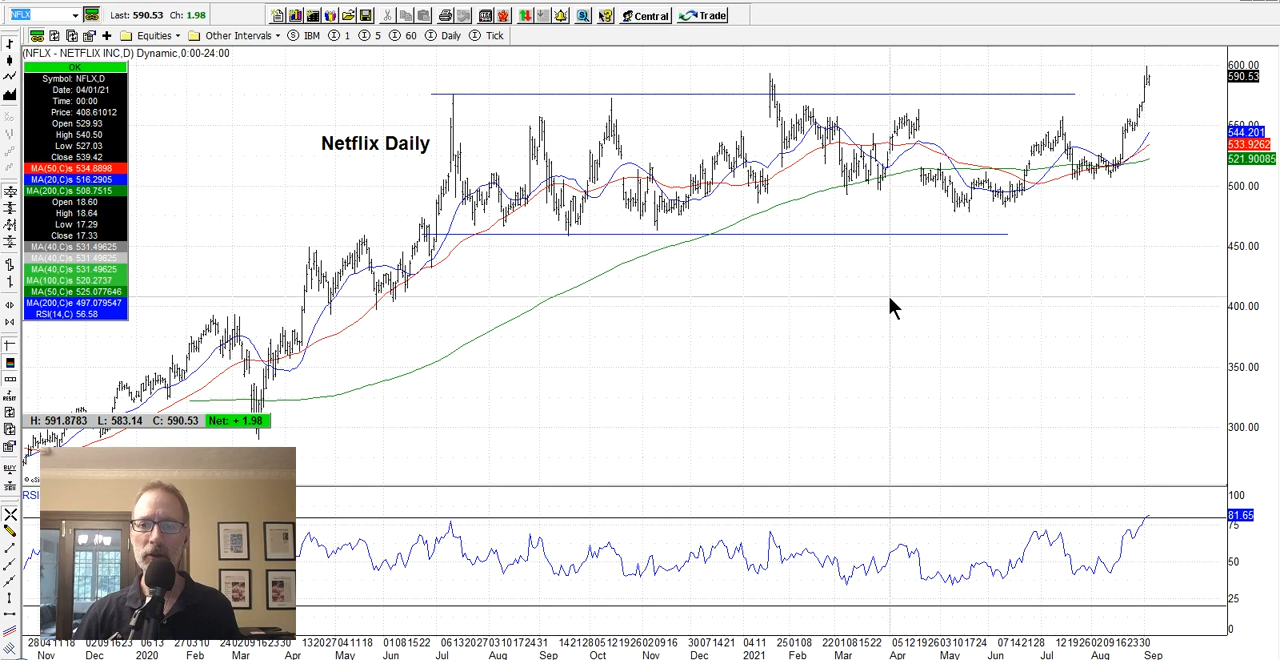 NFLX Last: 590.53 Ch: 1.98 Central Trade
Equities Other Intervals IBM 1 5 60 Daily Tick
(NFLX - NETFLIX INC,D) Dynamic,0:00-24:00
OK
Symbol: NFLX,D
Date: 04/01/21
Time: 00:00
Price: 408.61012
Open 529.93
High 540.50
Low 527.03
Close 539.42
MA(50,C)s 534.8898
MA(20,C)s 516.2905
MA(200,C)s 508.7515
Open 18.60
High 18.64
Low 17.29
Close 17.33
MA(40,C)s 531.49625
MA(40,C)s 531.49625
MA(40,C)s 531.49625
MA(100,C)s 520.2737
MA(50,C)e 525.077646
MA(200,C)e 497.079547
RSI(14,C) 56.58
Netflix Daily
600.00
590.53
544.201
533.9262
521.90085
500.00
450.00
400.00
350.00
300.00
H: 591.8783 L: 583.14 C: 590.53 Net: + 1.98
RESET
BUY
RSI
100
81.65
75
50
25
0
Nov Dec 2020 Feb Mar Apr May Jun Jul Aug Sep Oct Nov Dec 2021 Feb Mar Apr May Jun Jul Aug Sep